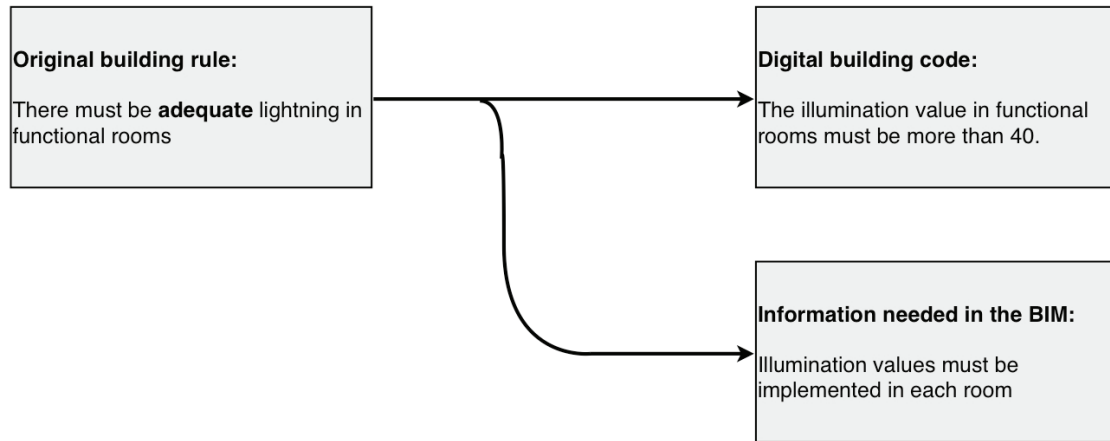 Original building rule:
There must be adequate lightning in
functional rooms
Digital building code:
The illumination value in functional
rooms must be more than 40.
Information needed in the BIM:
Illumination values must be
implemented in each room